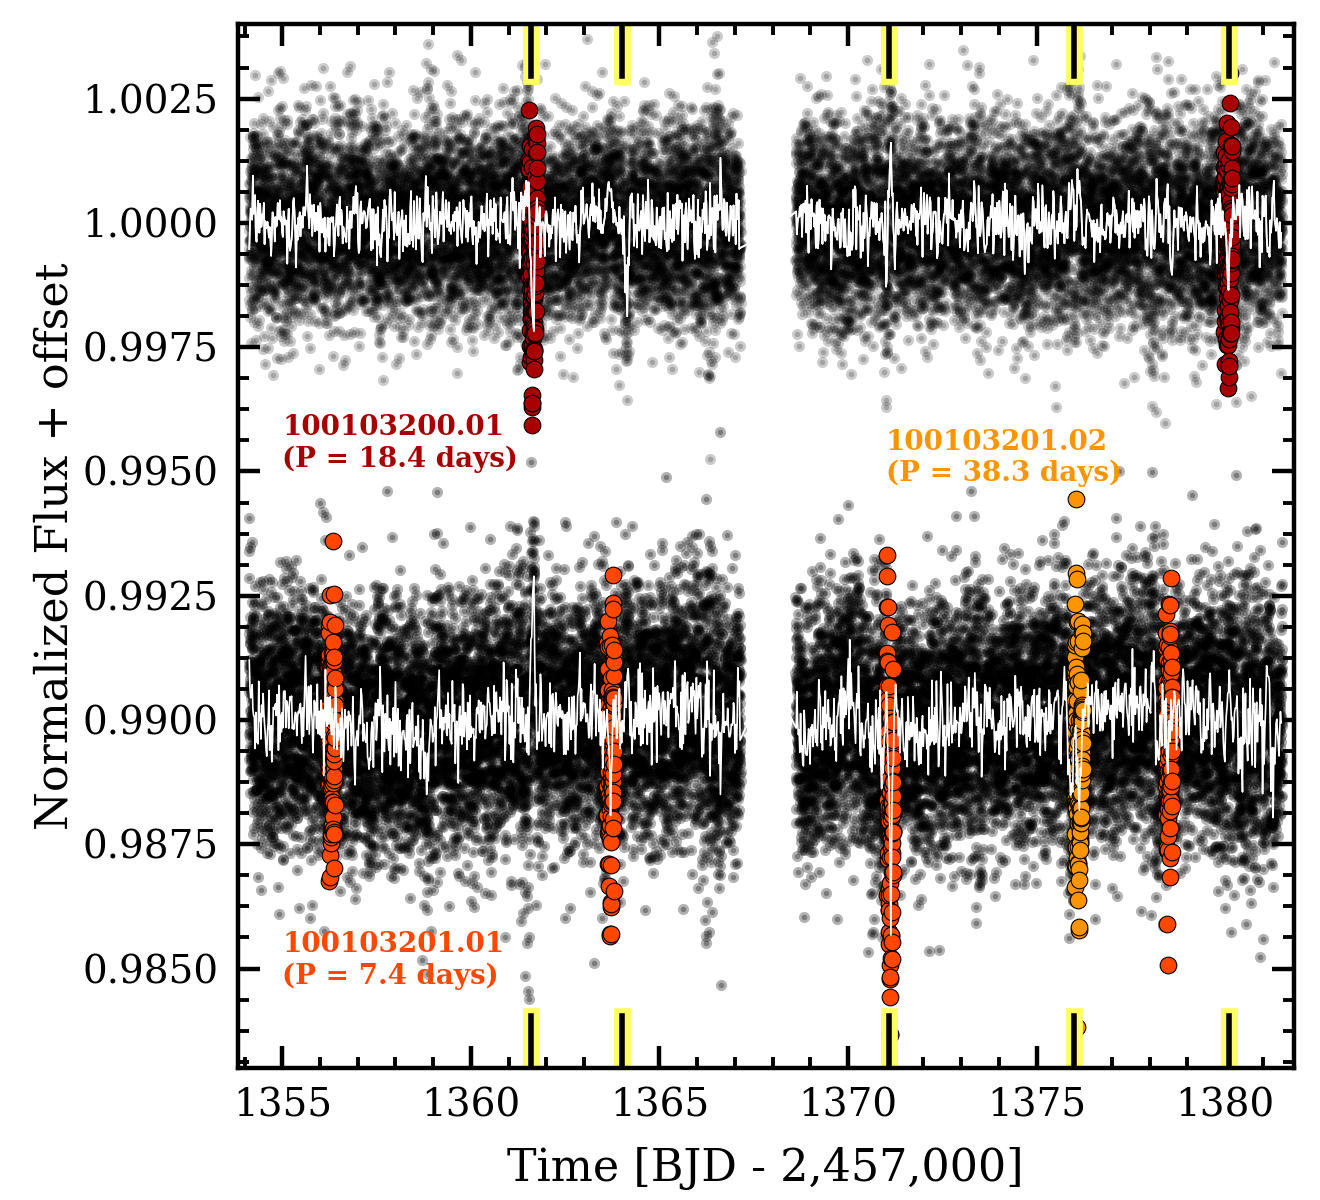 1.0025
1.0000
0.9975
0.9950
0.9925
0.9900
0.9875
0.9850
Normalized Flux + offset
100103200.01
(P = 18.4 days)
100103201.02
(P = 38.3 days)
100103201.01
(P = 7.4 days)
1355 1360 1365 1370 1375 1380
Time [BJD - 2,457,000]